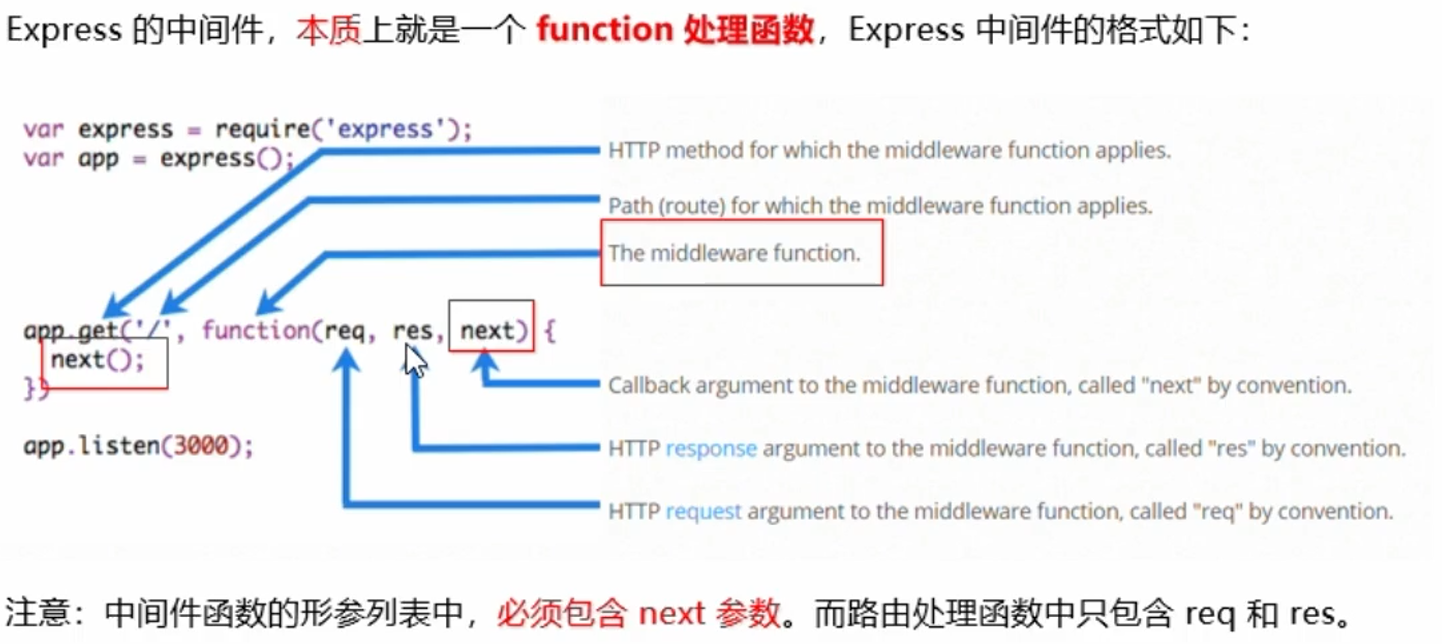 Express 的中间件，本质上就是一个 function 处理函数，Express 中间件的格式如下：
var express = require('express');
var app = express();
HTTP method for which the middleware function applies.
Path (route) for which the middleware function applies.
The middleware function.
app.get('/', function(req, res, next) {
next();
})
Callback argument to the middleware function, called "next" by convention.
app.listen(3000);
HTTP response argument to the middleware function, called "res" by convention.
HTTP request argument to the middleware function, called "req" by convention.
注意：中间件函数的形参列表中，必须包含 next 参数。而路由处理函数中只包含 req 和 res。